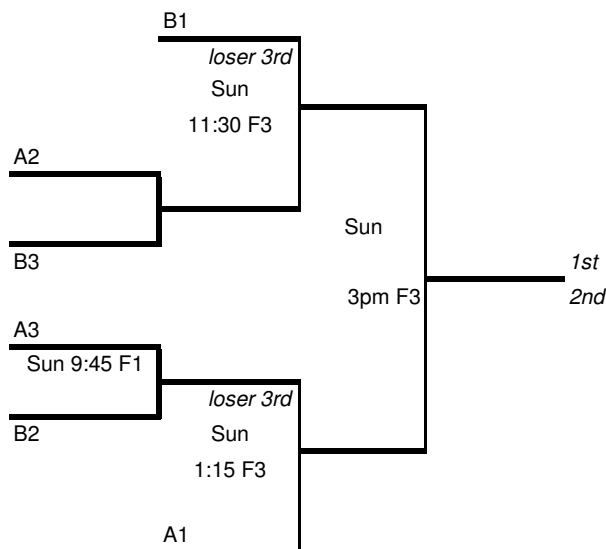 B1
loser 3rd
Sun
11:30 F3
A2
B3
Sun
3pm F3
1st
2nd
A3
Sun 9:45 F1
B2
loser 3rd
Sun
1:15 F3
A1